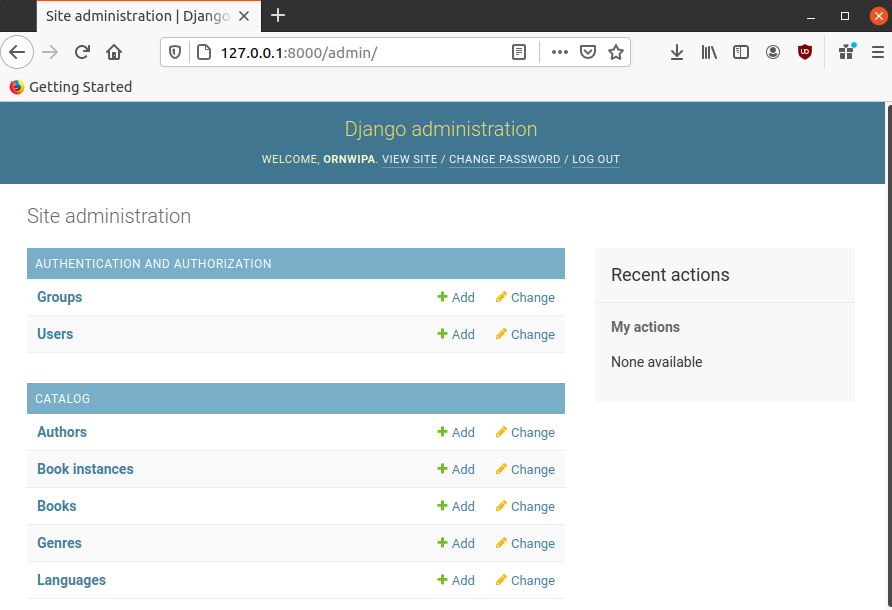 Site administration | Django
127.0.0.1:8000/admin/
Getting Started
Django administration
WELCOME, ORNWIPA. VIEW SITE / CHANGE PASSWORD / LOG OUT
Site administration
AUTHENTICATION AND AUTHORIZATION
Groups Add Change
Users Add Change
CATALOG
Authors Add Change
Book instances Add Change
Books Add Change
Genres Add Change
Languages Add Change
Recent actions
My actions
None available